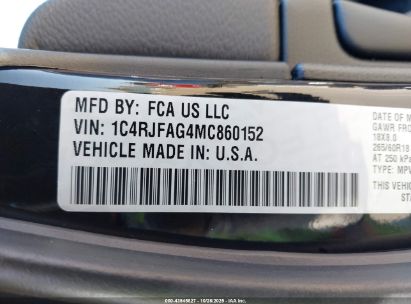 MFD BY: FCA US LLC
VIN: 1C4RJFAG4MC860152
VEHICLE MADE IN: U.S.A.
DATE OF M
GAWR FRO
18X8.0
265/60R18
AT 250 kPa
TYPE: MPV
THIS VEHIC